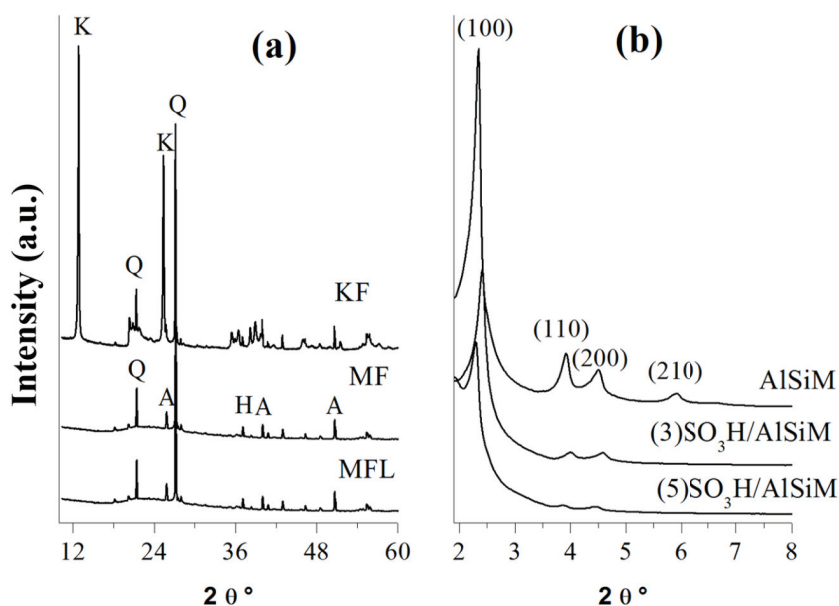 K
(a)
Q
K
Q
KF
MF
Q
A
H
A
A
MFL
12
24
36
48
60
2 θ °
Intensity (a.u.)
(100)
(b)
(110)
(200)
(210)
AlSiM
(3)SO₃H/AlSiM
(5)SO₃H/AlSiM
2
3
4
5
6
7
8
2 θ °